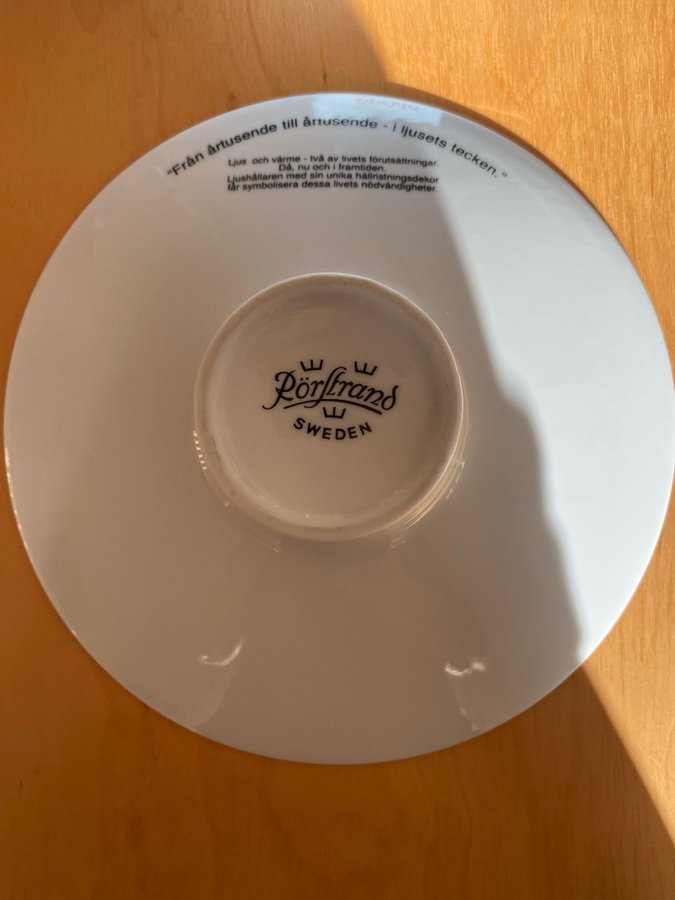 "Från årtusende till årtusende - i ljusets tecken."
Ljus och värme - två av livets förutsättningar.
Då, nu och i framtiden.
Ljushållaren med sin unika hällristningsdekor
får symbolisera dessa livets nödvändigheter.
Rörstrand
SWEDEN